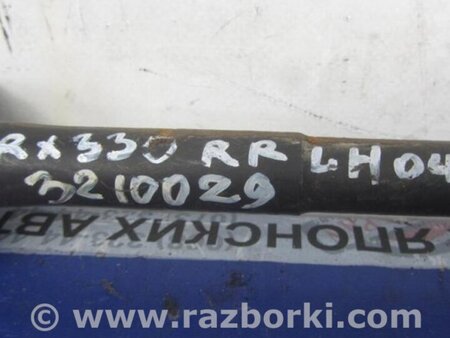 RX330 RR LH04
3210029
ЯПОНСКИХ АВТ
© www.razborki.com